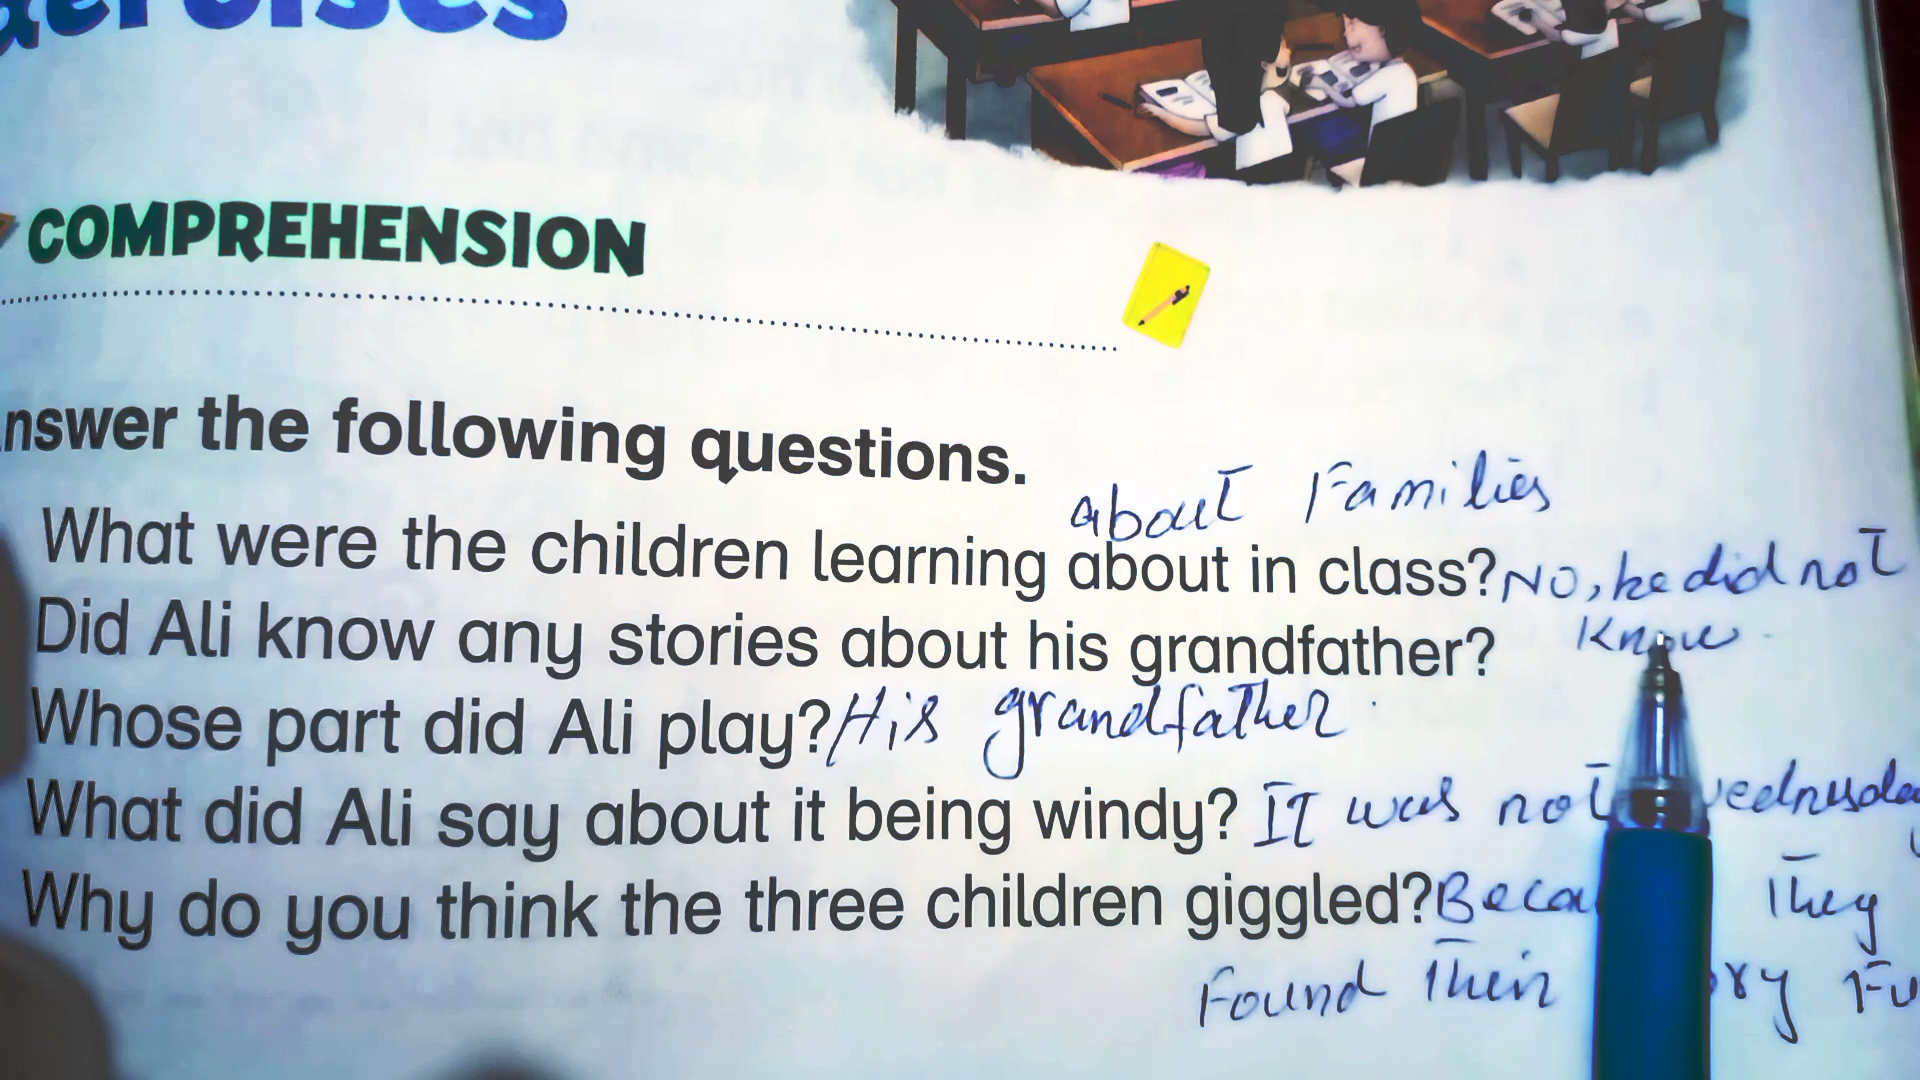 COMPREHENSION
nswer the following questions.
about Families
What were the children learning about in class? No, he did not
Did Ali know any stories about his grandfather? Know
Whose part did Ali play? His grandfather
What did Ali say about it being windy? IT was not
Why do you think the three children giggled? They
Found Their